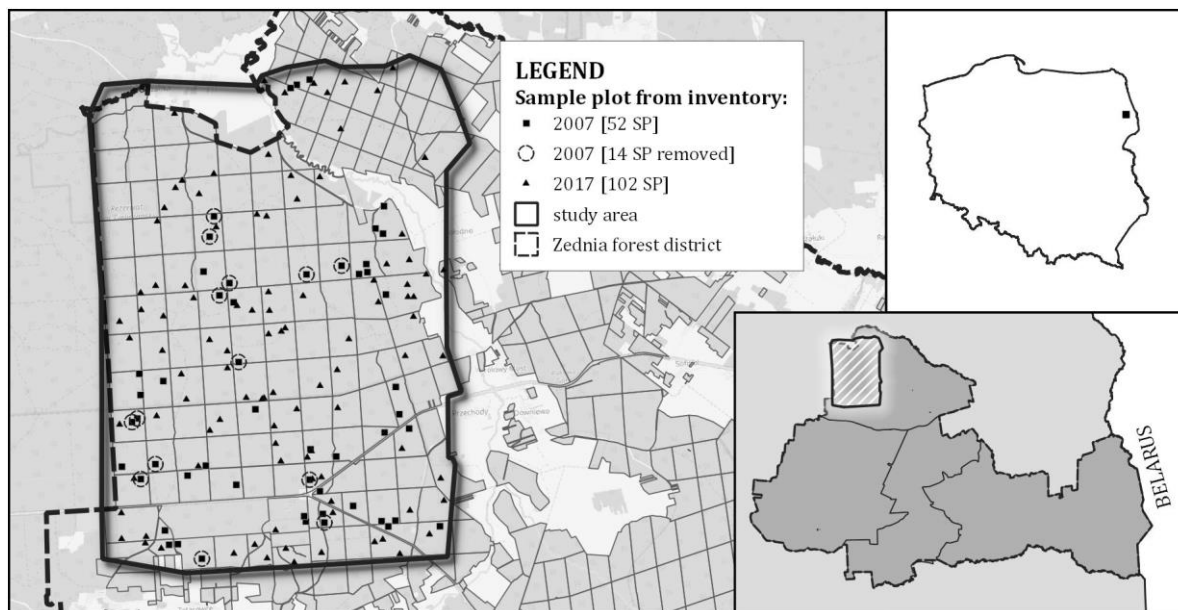 LEGEND
Sample plot from inventory:
2007 [52 SP]
2007 [14 SP removed]
2017 [102 SP]
study area
Zednia forest district
BELARUS